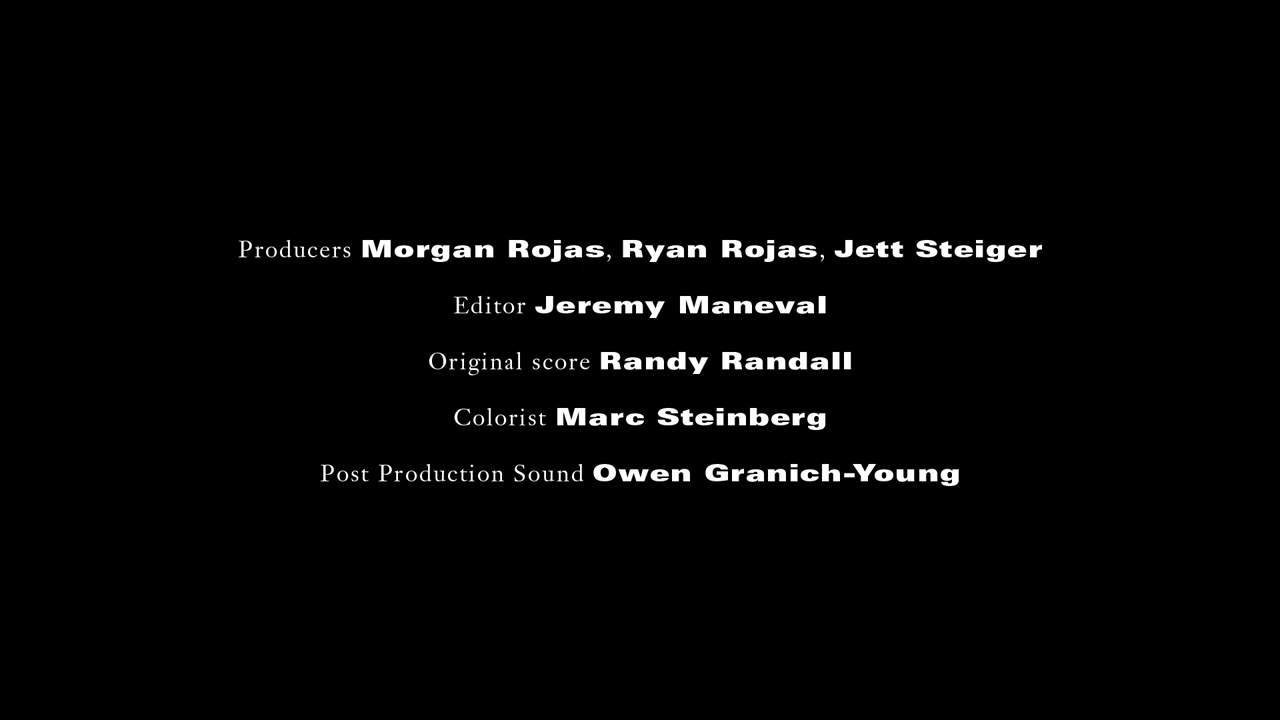 Producers Morgan Rojas, Ryan Rojas, Jett Steiger
Editor Jeremy Maneval
Original score Randy Randall
Colorist Marc Steinberg
Post Production Sound Owen Granich-Young